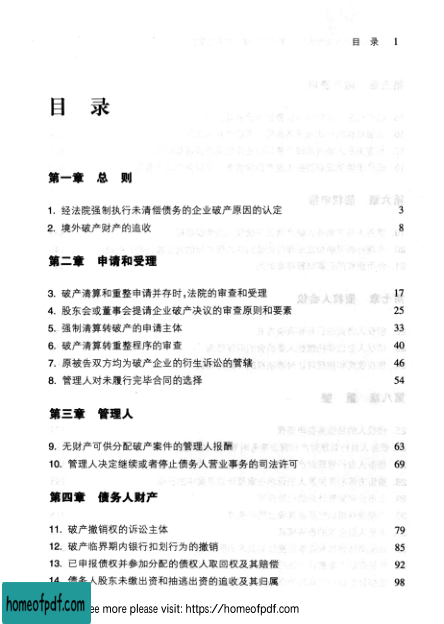 目 录 1
目 录
第一章 总 则
1. 经法院强制执行未清偿债务的企业破产原因的认定 3
2. 境外破产财产的追收 8
第二章 申请和受理
3. 破产清算和重整申请并存时,法院的审查和受理 17
4. 股东会或董事会提请企业破产决议的审查原则和要素 25
5. 强制清算转破产的申请主体 33
6. 破产清算转重整程序的审查 40
7. 原被告双方均为破产企业的衍生诉讼的管辖 46
8. 管理人对未履行完毕合同的选择 54
第三章 管理人
9. 无财产可供分配破产案件的管理人报酬 63
10. 管理人决定继续或者停止债务人营业事务的司法许可 69
第四章 债务人财产
11. 破产撤销权的诉讼主体 79
12. 破产临界期内银行扣划行为的撤销 85
13. 已申报债权并参加分配的债权人取回权及其赔偿 92
14. 债务人股东未缴出资和抽逃出资的追收及其归属 98
homeofpdf.com
ee more please visit: https://homeofpdf.com